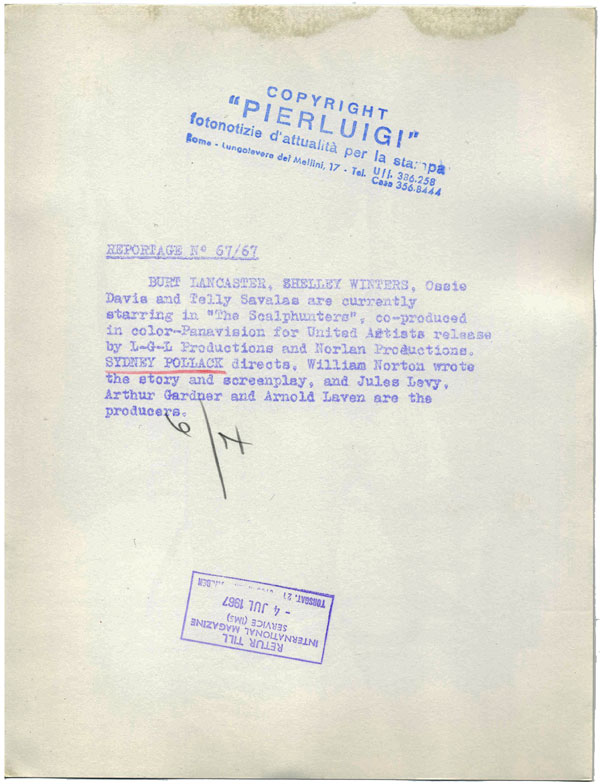 COPYRIGHT
"PIERLUIGI"
fotonotizie d'attualità per la stampa
Roma - Lungotevere dei Mellini, 17 - Tel. Uff. 386.258
Casa 356.8444
REPORTAGE N° 67/67
BURT LANCASTER, SHELLEY WINTERS, Ossie
Davis and Telly Savalas are currently
starring in "The Scalphunters", co-produced
in color-Panavision for United Artists release
by L-G-L Productions and Norlan Productions.
SYDNEY POLLACK directs, William Norton wrote
the story and screenplay, and Jules Levy,
Arthur Gardner and Arnold Laven are the
producers.
6/7
RETUR TILL
INTERNATIONAL MAGAZINE
SERVICE (IMS)
- 4 JUL 1967
TORSGAT. 21